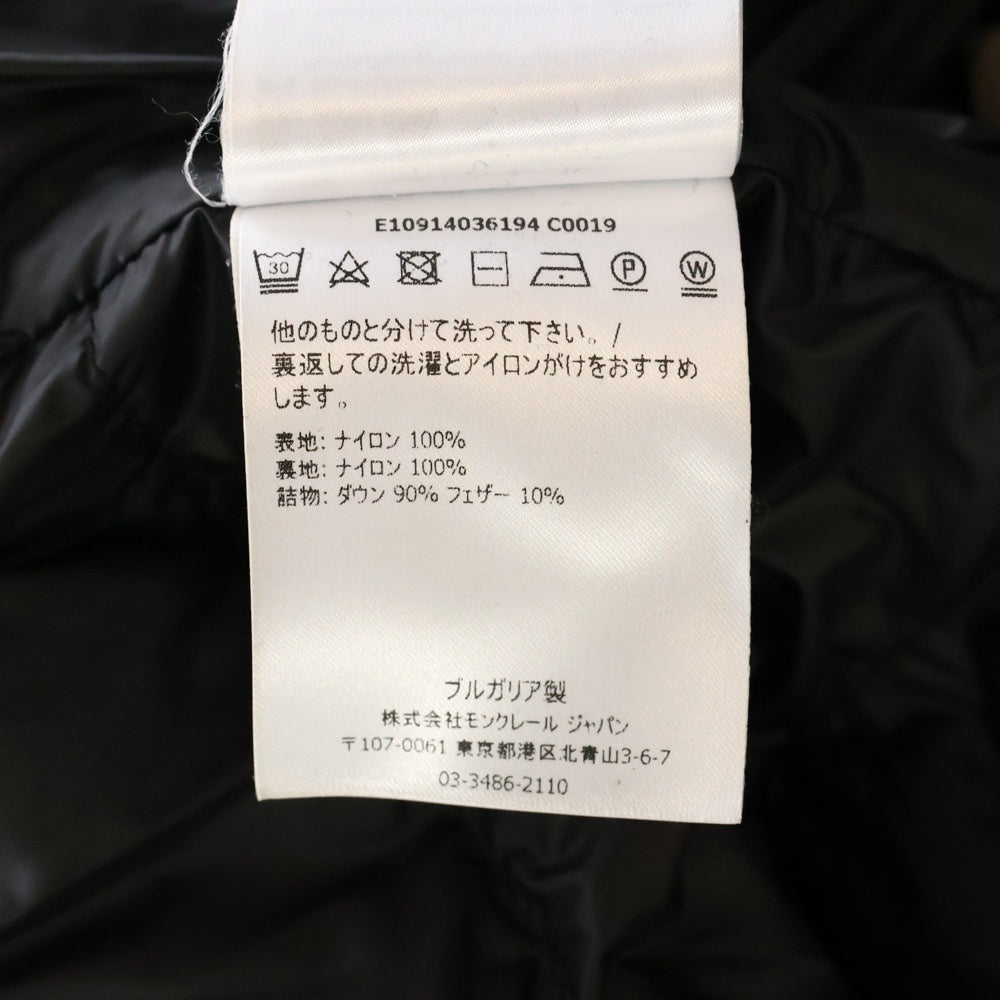 E10914036194 C0019
30 P W
他のものと分けて洗って下さい。/
裏返しての洗濯とアイロンがけをおすすめ
します。
表地: ナイロン 100%
裏地: ナイロン 100%
詰物: ダウン 90% フェザー 10%
ブルガリア製
株式会社モンクレール ジャパン
〒107-0061 東京都港区北青山3-6-7
03-3486-2110